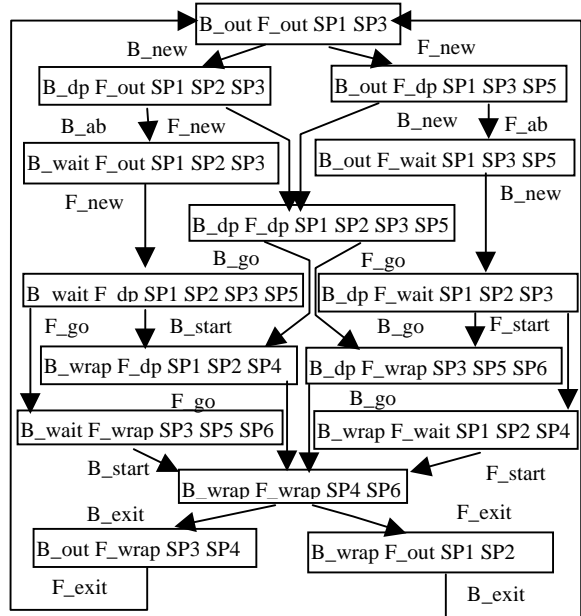 B_out F_out SP1 SP3
B_new F_new
B_dp F_out SP1 SP2 SP3
B_out F_dp SP1 SP3 SP5
B_ab F_new B_new F_ab
B_wait F_out SP1 SP2 SP3
B_out F_wait SP1 SP3 SP5
F_new B_new
B_dp F_dp SP1 SP2 SP3 SP5
B_go F_go
B_wait F_dp SP1 SP2 SP3 SP5
B_dp F_wait SP1 SP2 SP3
F_go B_start B_go F_start
B_wrap F_dp SP1 SP2 SP4
B_dp F_wrap SP3 SP5 SP6
F_go B_go
B_wait F_wrap SP3 SP5 SP6
B_wrap F_wait SP1 SP2 SP4
B_start F_start
B_wrap F_wrap SP4 SP6
B_exit F_exit
B_out F_wrap SP3 SP4
B_wrap F_out SP1 SP2
F_exit B_exit